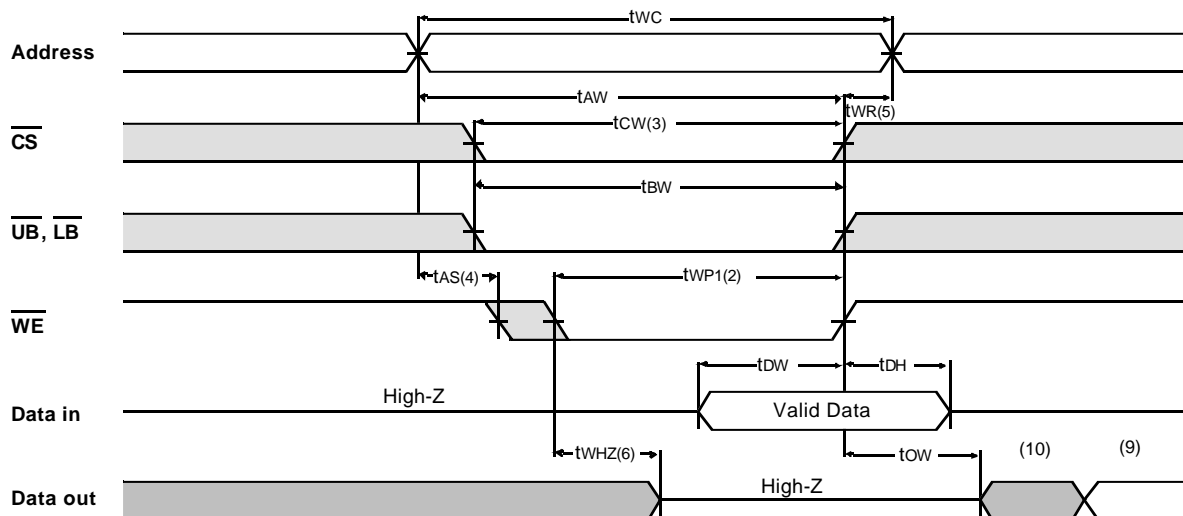 tWC
Address
tAW
tWR(5)
tCW(3)
CS
tBW
UB, LB
tAS(4)
tWP1(2)
WE
tDW
tDH
High-Z
Data in
Valid Data
tWHZ(6)
tOW
(10)
(9)
High-Z
Data out